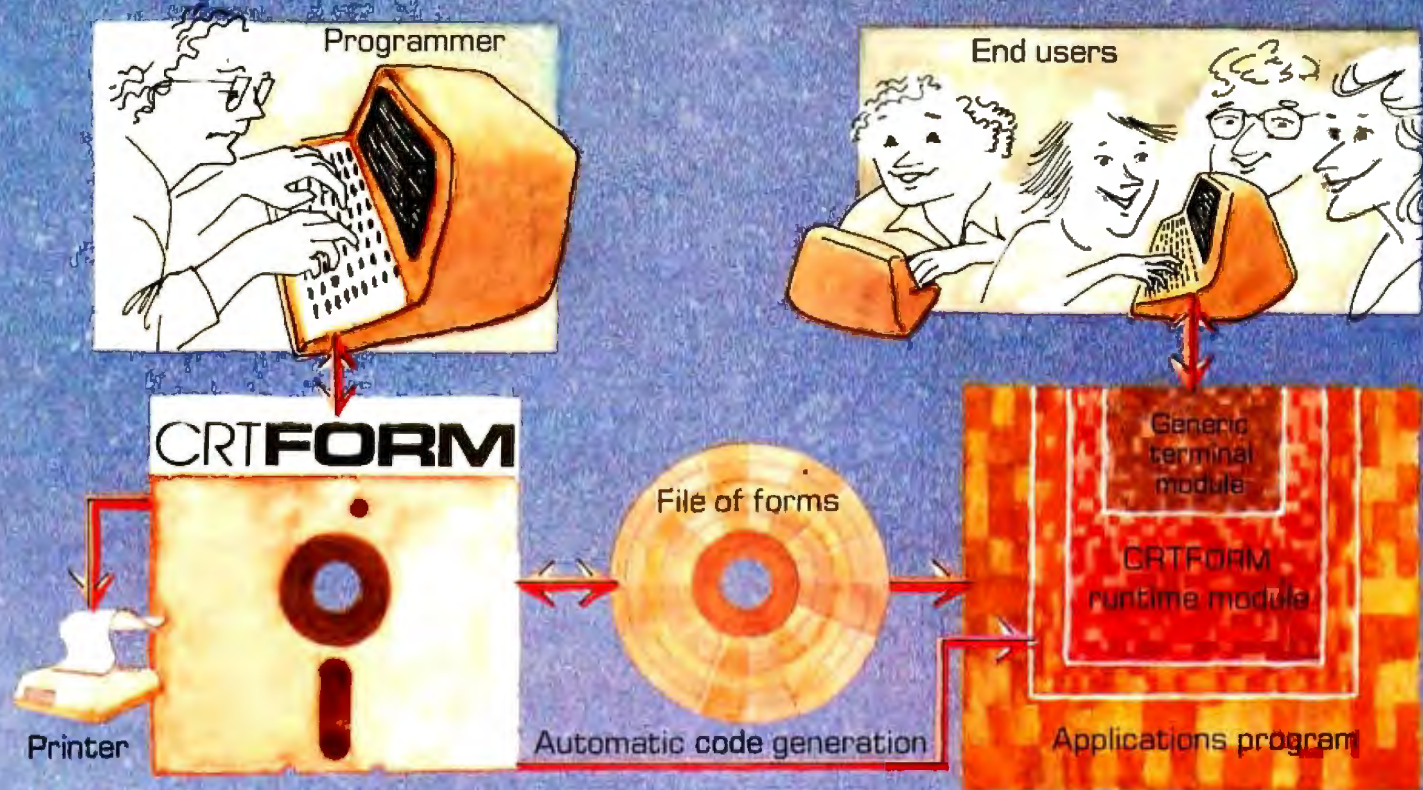 Programmer
End users
CRTFORM
File of forms
Generic
terminal
module
CRTFORM
runtime module
Printer
Automatic code generation
Applications program